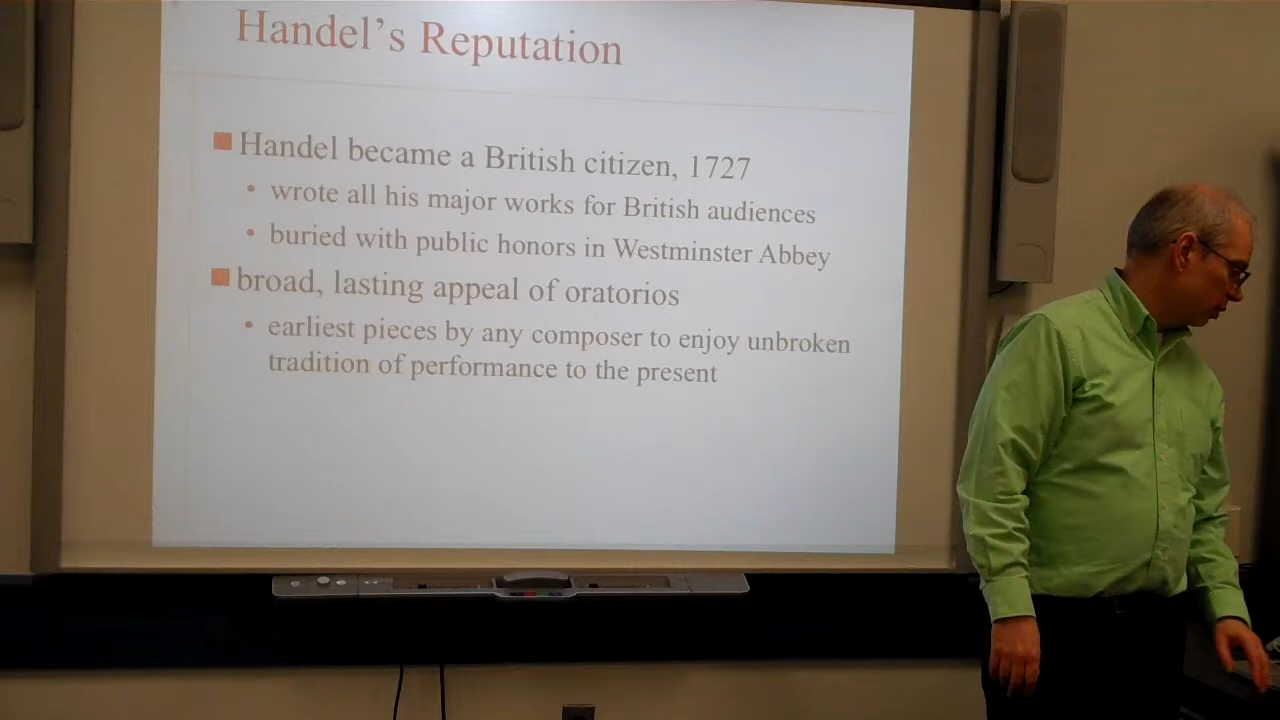 Handel's Reputation
Handel became a British citizen, 1727
• wrote all his major works for British audiences
• buried with public honors in Westminster Abbey
broad, lasting appeal of oratorios
• earliest pieces by any composer to enjoy unbroken
tradition of performance to the present